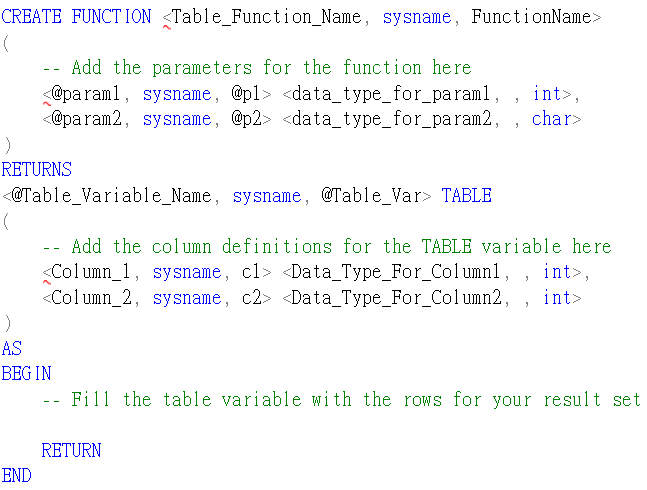 CREATE FUNCTION <Table_Function_Name, sysname, FunctionName>
(
    -- Add the parameters for the function here
    <@param1, sysname, @p1> <data_type_for_param1, , int>,
    <@param2, sysname, @p2> <data_type_for_param2, , char>
)
RETURNS
<@Table_Variable_Name, sysname, @Table_Var> TABLE
(
    -- Add the column definitions for the TABLE variable here
    <Column_1, sysname, c1> <Data_Type_For_Column1, , int>,
    <Column_2, sysname, c2> <Data_Type_For_Column2, , int>
)
AS
BEGIN
    -- Fill the table variable with the rows for your result set

    RETURN
END